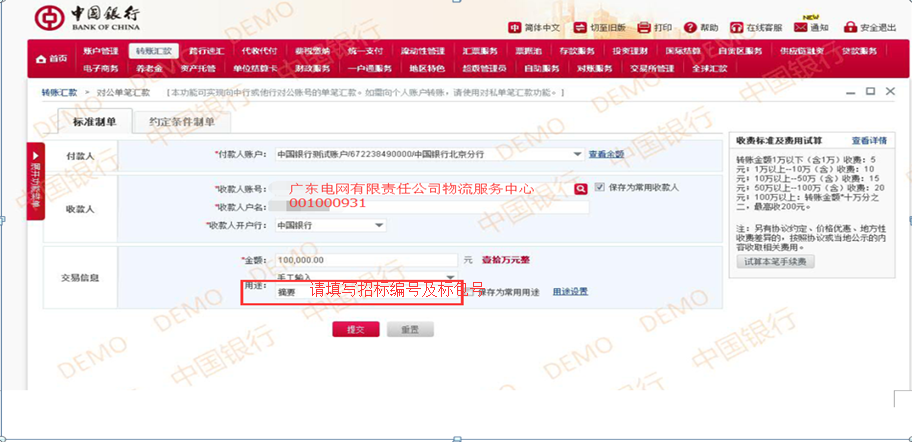 中国银行
BANK OF CHINA
简体中文 切至旧版 打印 帮助 在线客服 通知 安全退出
NEW
首页
账户管理 转账汇款 跨行速汇 代收代付 薪税缴纳 统一支付 流动性管理 汇票服务 票据池 存款服务 投资理财 国际结算 自贸区服务 供应链融资 贷款服务
电子商务 养老金 资产托管 单位结算卡 财政服务 一户通服务 地区特色 超级管理员 自助服务 对账服务 交易所管理 全球汇款
转账汇款 > 对公单笔汇款 【本功能可实现向中行或他行对公账号的单笔汇款。如需向个人账户转账，请使用对私单笔汇款功能。】
标准制单 约定条件制单
付款人 *付款人账户： 中国银行测试账户/672238490000/中国银行北京分行 查看余额
收款人
*收款人账号： 广东电网有限责任公司物流服务中心 保存为常用收款人
*收款人户名： 001000931
*收款人开户行： 中国银行
交易信息
*金额： 100,000.00 元 壹拾万元整
手工输入
用途：
摘要 请填写招标编号及标包号 保存为常用用途 用途设置
提交 重置
收费标准及费用试算 查看详情
转账金额1万以下（含1万）收费：5
元；1万以上--10万（含）收费：10
元；10万以上--50万（含）收费：15
元；50万以上--100万（含）收费：20
元；100万以上：转账金额*十万分之
二，最高收200元。
注：另有协议约定、价格优惠、地方性
收费差异的，按照协议或当地公示的内
容收取相关费用。
试算本笔手续费
DEMO
中国银行